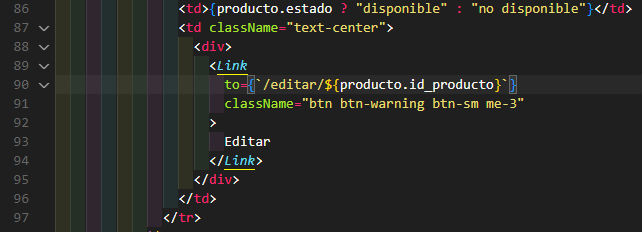 86 <td>{producto.estado ? "disponible" : "no disponible"}</td>
87 <td className="text-center">
88 <div>
89 <Link
90 to={`/editar/${producto.id_producto}`}
91 className="btn btn-warning btn-sm me-3"
92 >
93 Editar
94 </Link>
95 </div>
96 </td>
97 </tr>